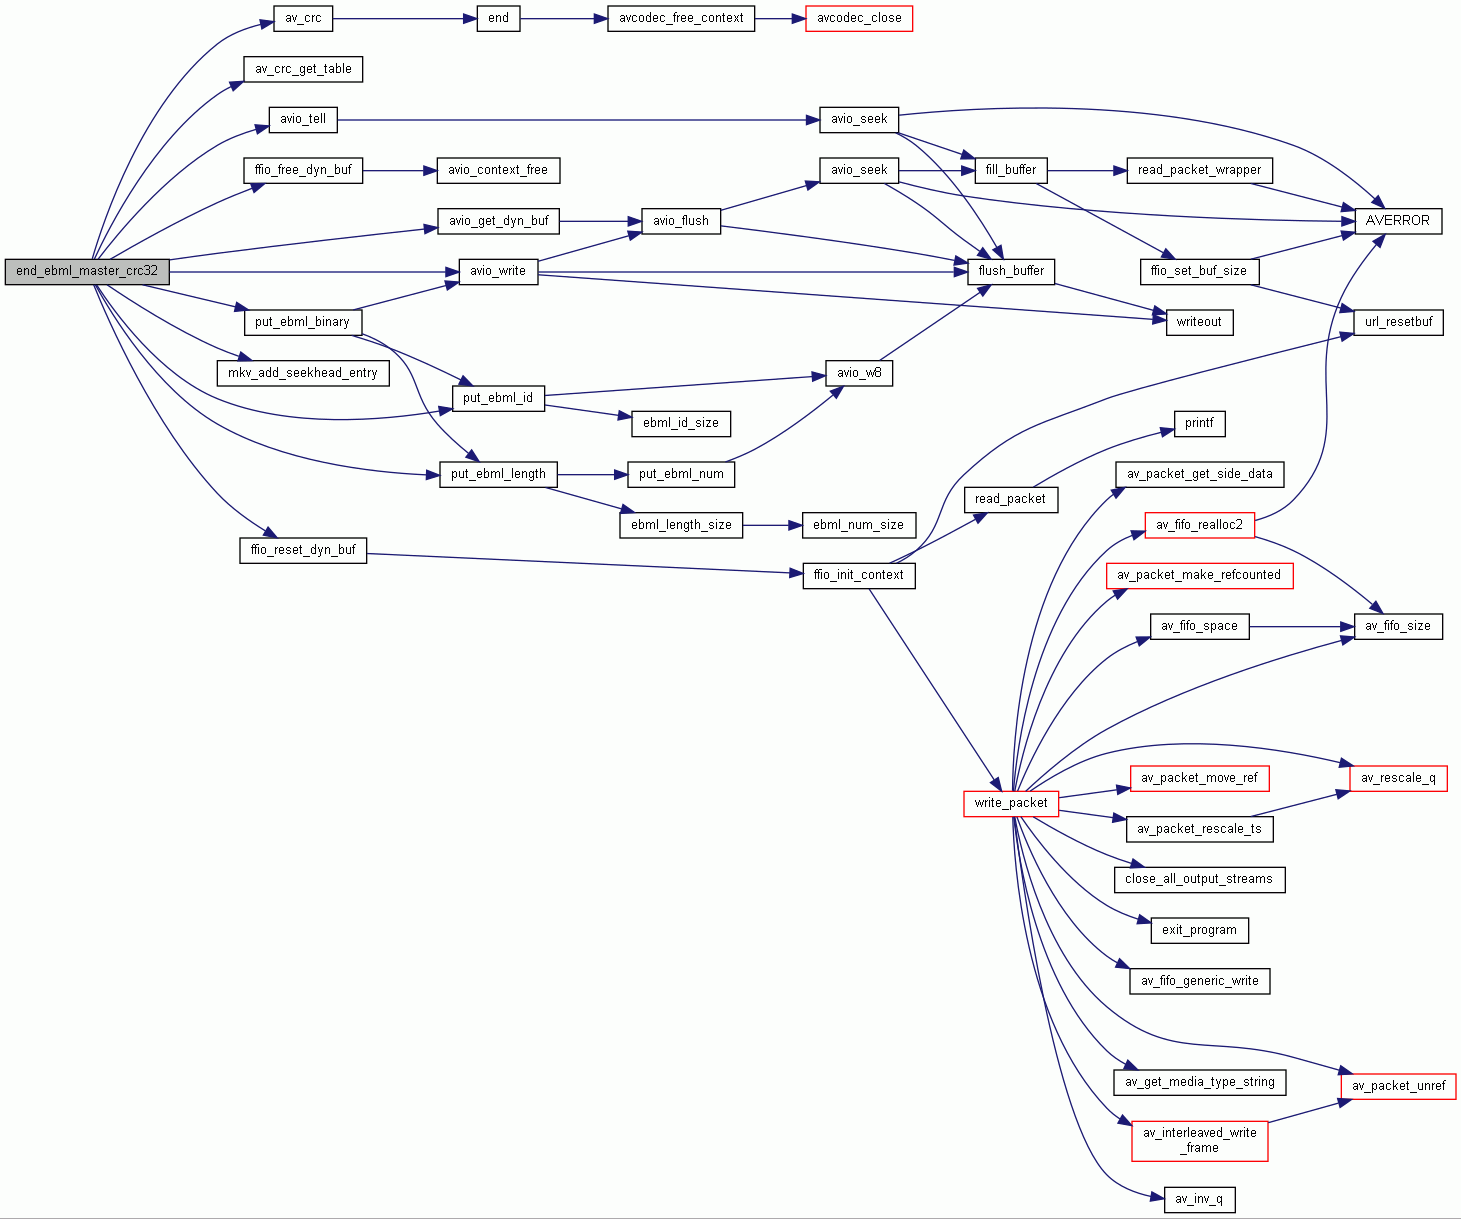 av_crc
end
avcodec_free_context
avcodec_close
av_crc_get_table
avio_tell
avio_seek
ffio_free_dyn_buf
avio_context_free
avio_seek
fill_buffer
read_packet_wrapper
avio_get_dyn_buf
avio_flush
AVERROR
end_ebml_master_crc32
avio_write
flush_buffer
ffio_set_buf_size
put_ebml_binary
writeout
url_resetbuf
mkv_add_seekhead_entry
avio_w8
put_ebml_id
ebml_id_size
printf
put_ebml_length
put_ebml_num
av_packet_get_side_data
read_packet
ebml_length_size
ebml_num_size
av_fifo_realloc2
ffio_reset_dyn_buf
ffio_init_context
av_packet_make_refcounted
av_fifo_space
av_fifo_size
av_packet_move_ref
av_rescale_q
write_packet
av_packet_rescale_ts
close_all_output_streams
exit_program
av_fifo_generic_write
av_get_media_type_string
av_packet_unref
av_interleaved_write
_frame
av_inv_q